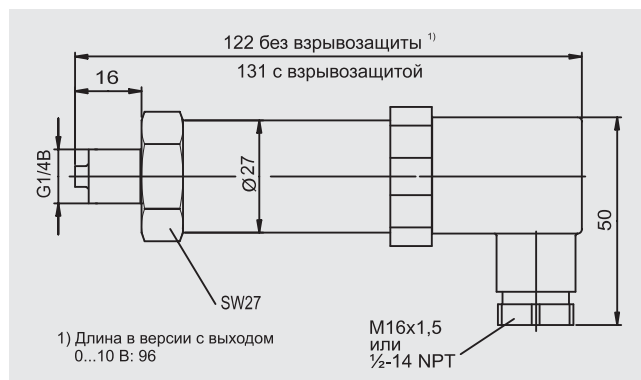 122 без взрывозащиты 1)
131 с взрывозащитой
16
G1/4B
Ø27
50
SW27
1) Длина в версии с выходом
0...10 В: 96
M16x1,5
или
½-14 NPT